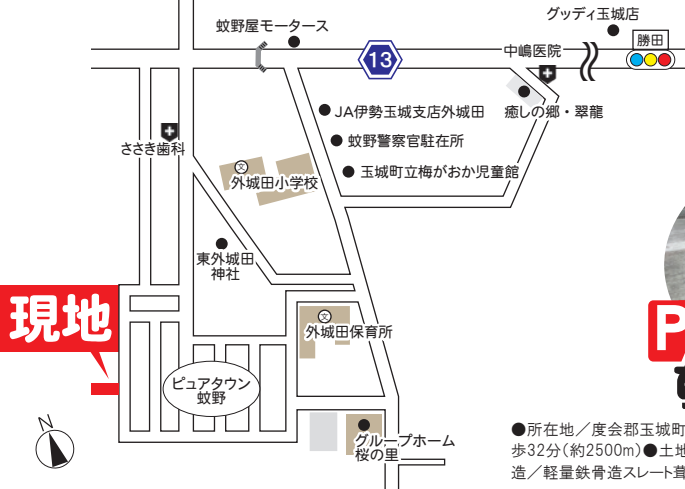 グッディ玉城店
蚊野屋モータース
勝田
中嶋医院
13
JA伊勢玉城支店外城田
癒しの郷・翠龍
蚊野警察官駐在所
ささき歯科
玉城町立梅がおか児童館
文
外城田小学校
東外城田
神社
現地
文
外城田保育所
P
ピュアタウン
蚊野
N
グループホーム
桜の里
●所在地／度会郡玉城町
歩32分(約2500m)●土地
造／軽量鉄骨造スレート葺